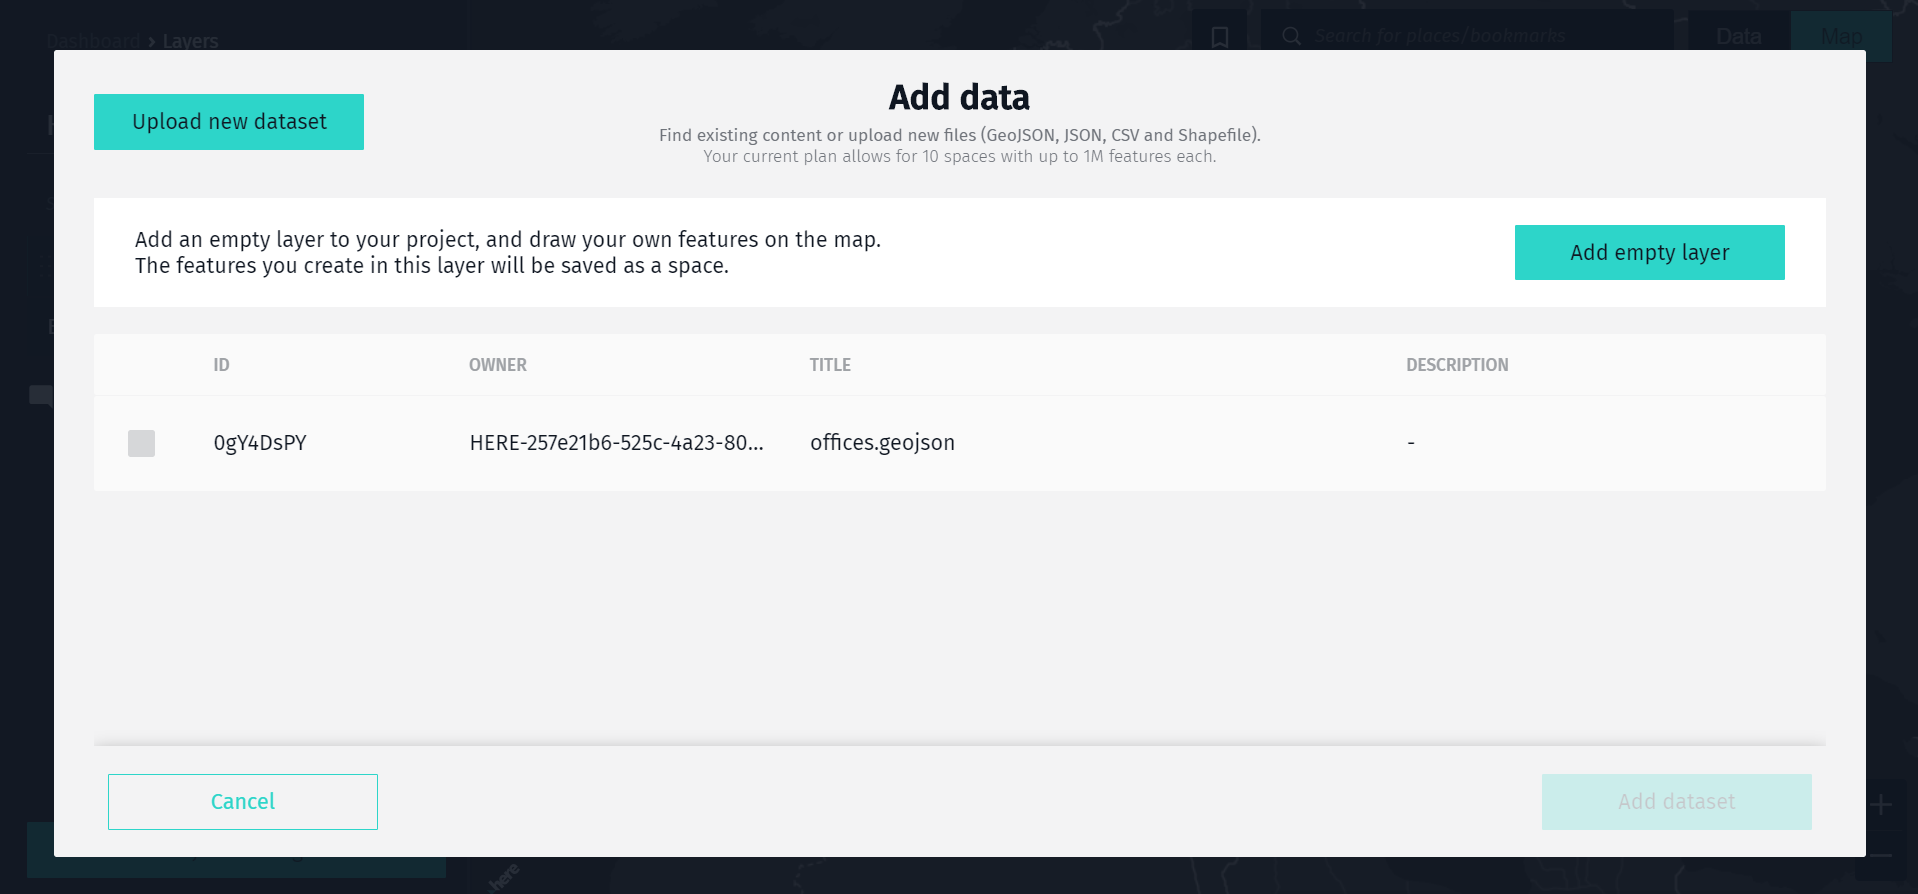 Dashboard › Layers
Search for places/bookmarks
Data
Map
Upload new dataset
Add data
Find existing content or upload new files (GeoJSON, JSON, CSV and Shapefile).
Your current plan allows for 10 spaces with up to 1M features each.
Add an empty layer to your project, and draw your own features on the map.
The features you create in this layer will be saved as a space.
Add empty layer
ID OWNER TITLE DESCRIPTION
0gY4DsPY HERE-257e21b6-525c-4a23-80... offices.geojson -
Cancel
Add dataset
here